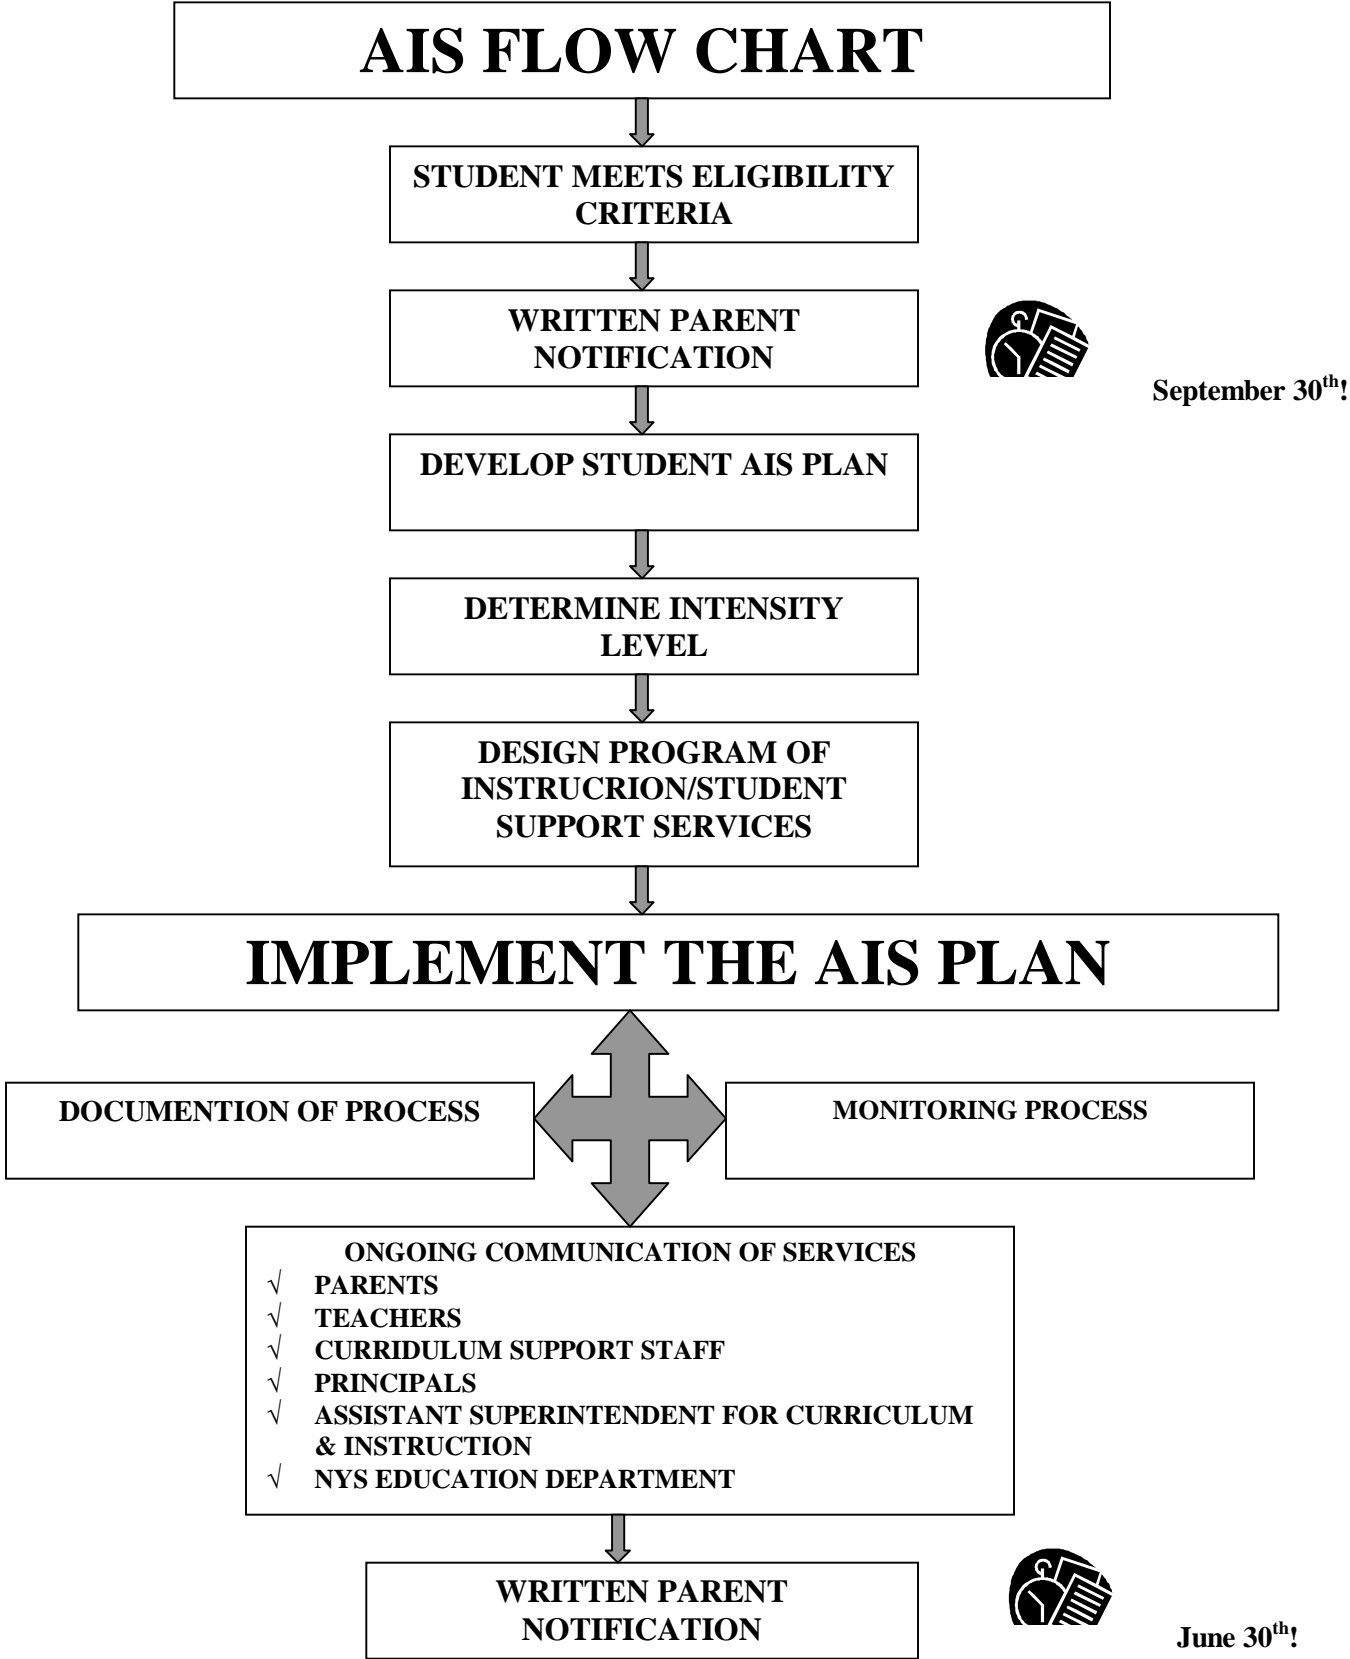 AIS FLOW CHART
STUDENT MEETS ELIGIBILITY
CRITERIA
WRITTEN PARENT
NOTIFICATION
September 30th!
DEVELOP STUDENT AIS PLAN
DETERMINE INTENSITY
LEVEL
DESIGN PROGRAM OF
INSTRUCRION/STUDENT
SUPPORT SERVICES
IMPLEMENT THE AIS PLAN
DOCUMENTION OF PROCESS
MONITORING PROCESS
ONGOING COMMUNICATION OF SERVICES
√ PARENTS
√ TEACHERS
√ CURRIDULUM SUPPORT STAFF
√ PRINCIPALS
√ ASSISTANT SUPERINTENDENT FOR CURRICULUM
& INSTRUCTION
√ NYS EDUCATION DEPARTMENT
WRITTEN PARENT
NOTIFICATION
June 30th!